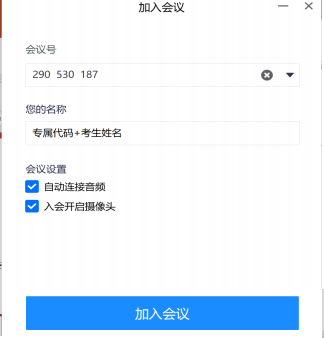 加入会议
会议号
290 530 187
您的名称
专属代码+考生姓名
会议设置
自动连接音频
入会开启摄像头
加入会议